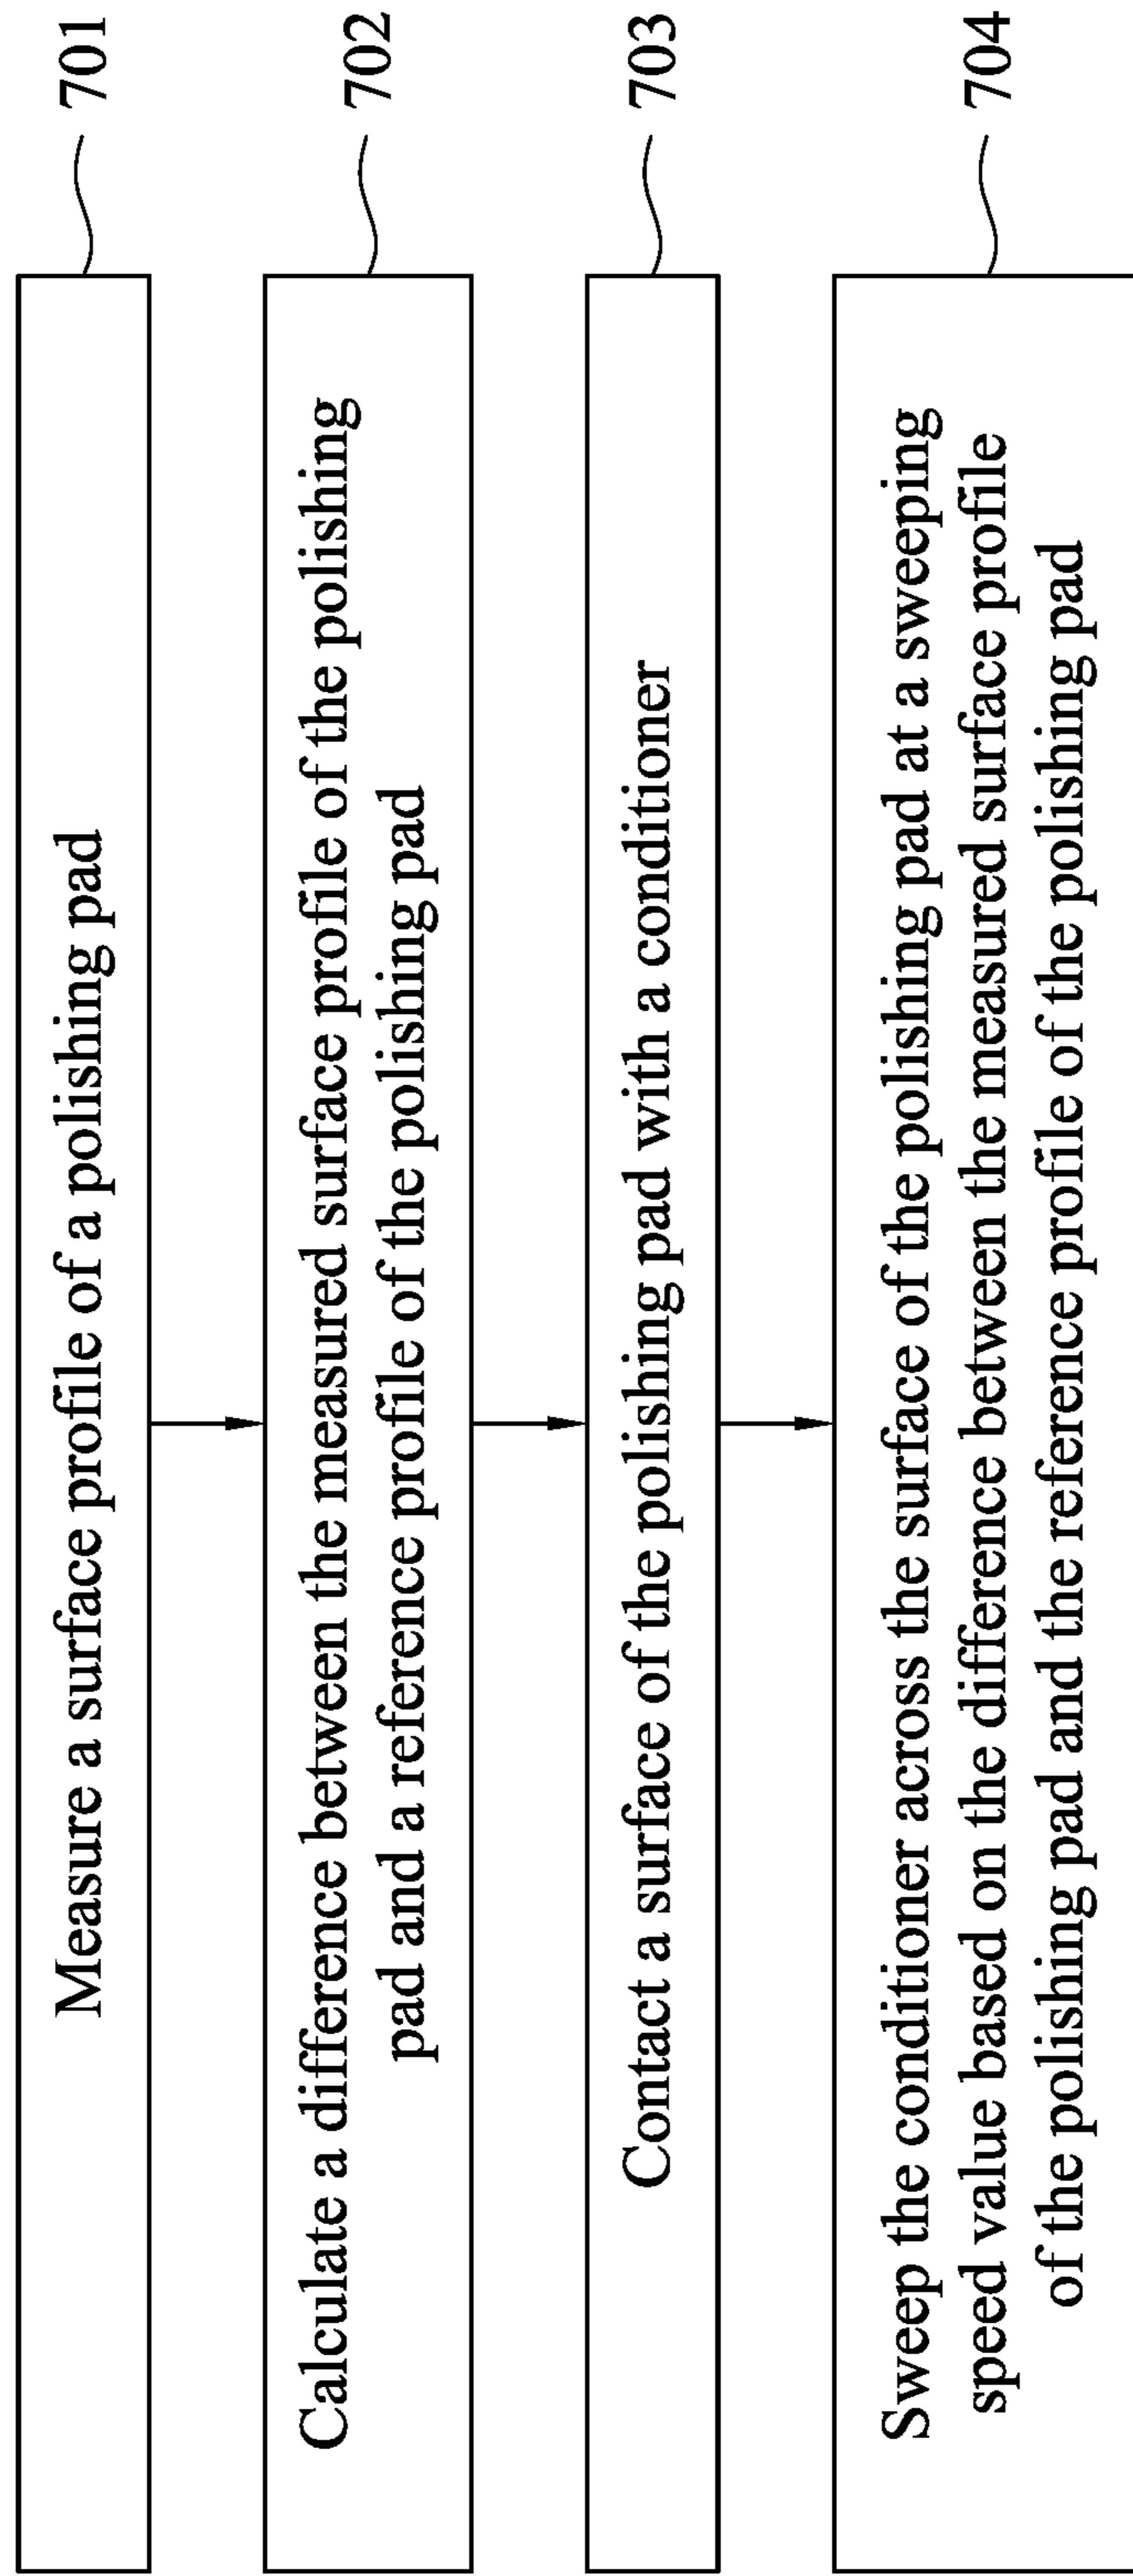 Measure a surface profile of a polishing pad
701
Calculate a difference between the measured surface profile of the polishing
pad and a reference profile of the polishing pad
702
Contact a surface of the polishing pad with a conditioner
703
Sweep the conditioner across the surface of the polishing pad at a sweeping
speed value based on the difference between the measured surface profile
of the polishing pad and the reference profile of the polishing pad
704